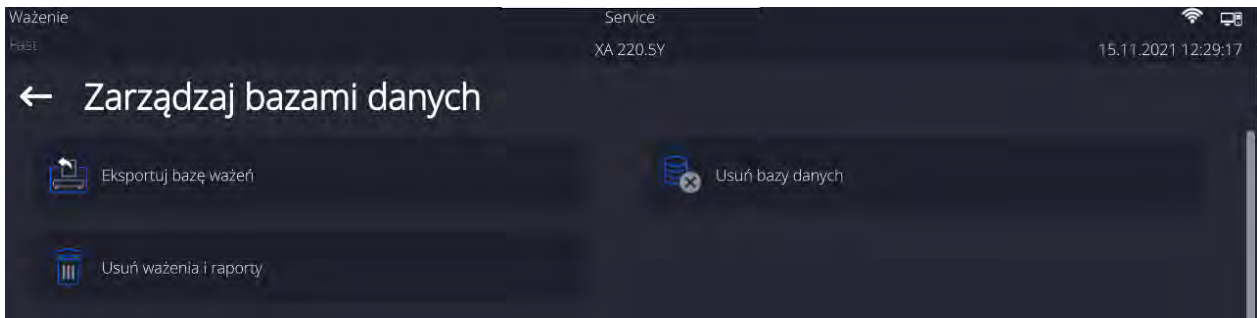 Ważenie Service
Fast XA 220.5Y 15.11.2021 12:29:17
Zarządzaj bazami danych
Eksportuj bazę ważeń Usuń bazy danych
Usuń ważenia i raporty